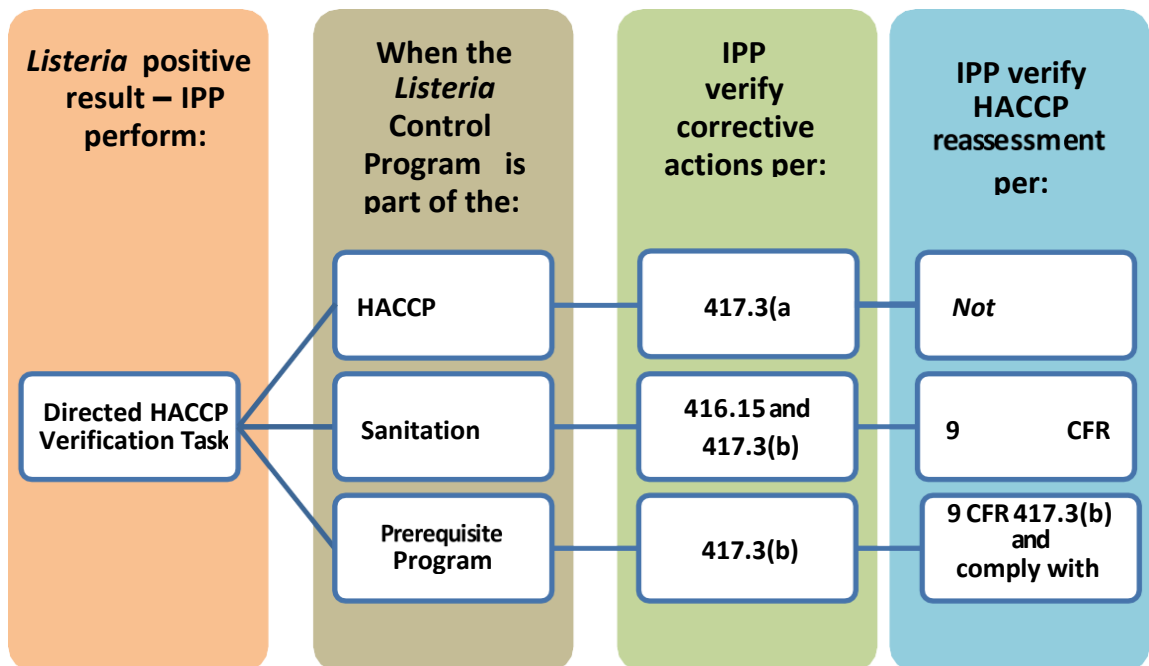 Listeria positive
result – IPP
perform:
When the
Listeria
Control
Program is
part of the:
IPP
verify
corrective
actions per:
IPP verify
HACCP
reassessment
per:
Directed HACCP
Verification Task
HACCP
417.3(a
Not
Sanitation
416.15 and
417.3(b)
9 CFR
Prerequisite
Program
417.3(b)
9 CFR 417.3(b)
and
comply with